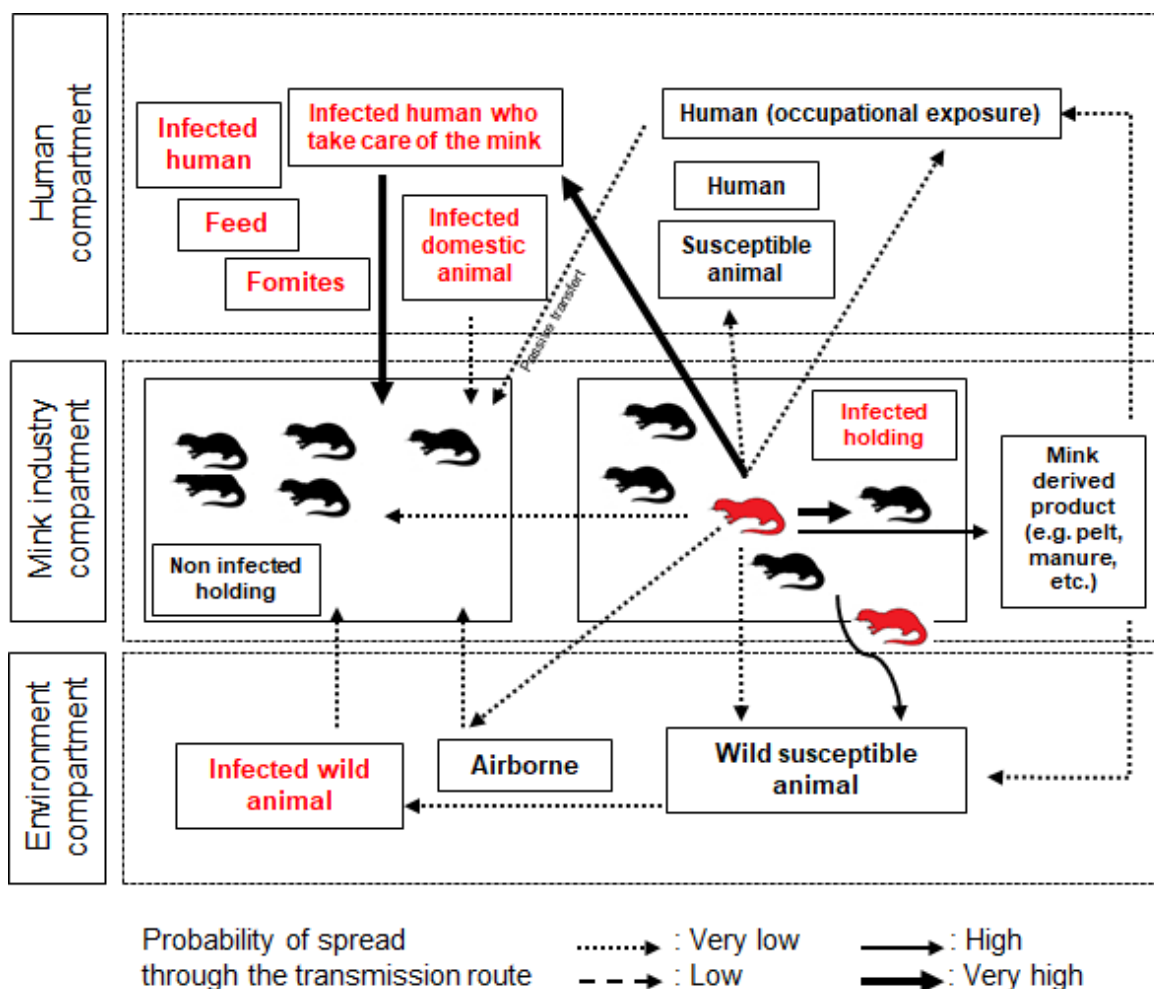 Human
compartment
Infected
human
Infected human who
take care of the mink
Feed
Fomites
Infected
domestic
animal
Passive transfert
Human (occupational exposure)
Human
Susceptible
animal
Mink industry
compartment
Non infected
holding
Infected
holding
Mink
derived
product
(e.g. pelt,
manure,
etc.)
Environment
compartment
Infected wild
animal
Airborne
Wild susceptible
animal
Probability of spread
through the transmission route
: Very low
: Low
: High
: Very high